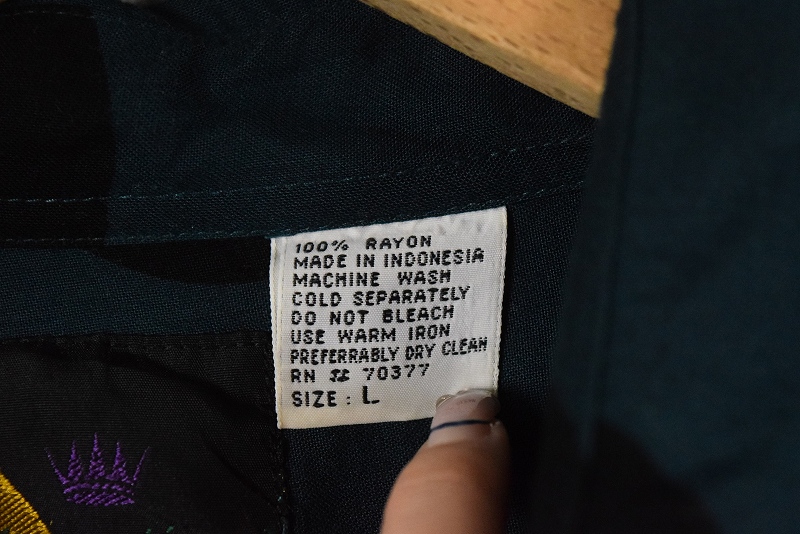 100% RAYON
MADE IN INDONESIA
MACHINE WASH
COLD SEPARATELY
DO NOT BLEACH
USE WARM IRON
PREFERRABLY DRY CLEAN
RN # 70377
SIZE : L